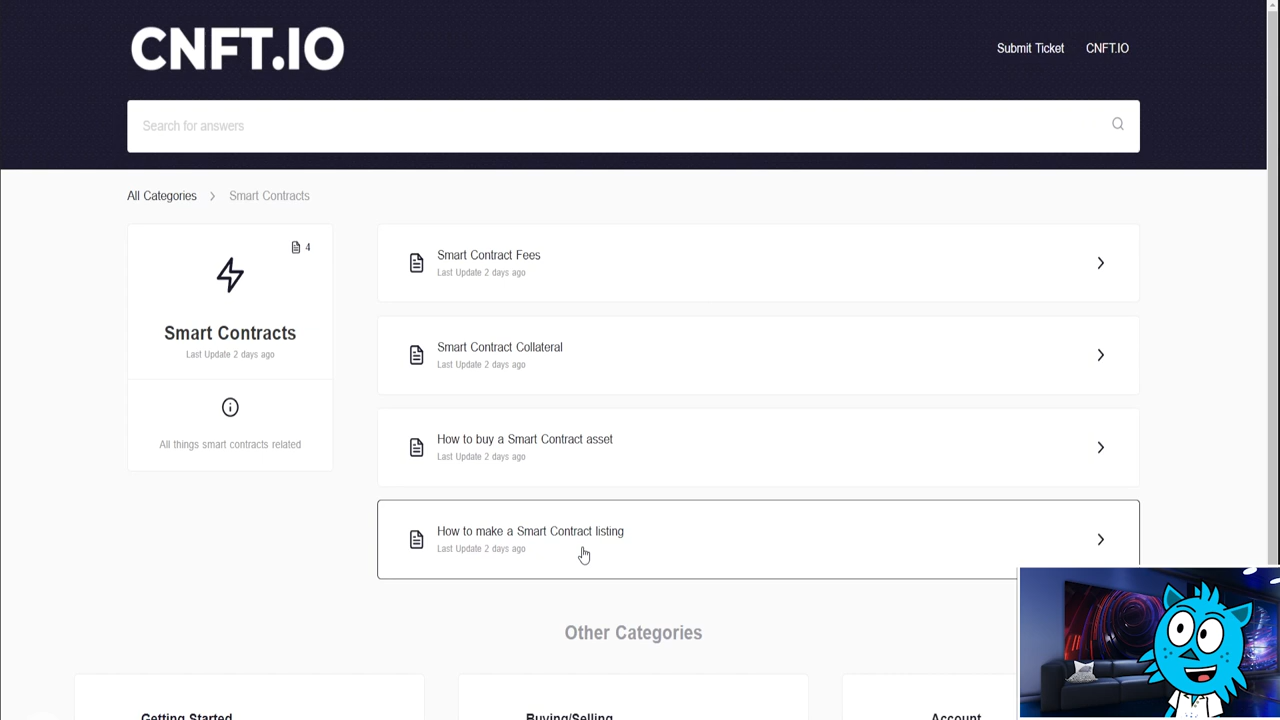 CNFT.IO
Submit Ticket
CNFT.IO
Search for answers
All Categories
Smart Contracts
4
Smart Contracts
Last Update 2 days ago
All things smart contracts related
Smart Contract Fees
Last Update 2 days ago
Smart Contract Collateral
Last Update 2 days ago
How to buy a Smart Contract asset
Last Update 2 days ago
How to make a Smart Contract listing
Last Update 2 days ago
Other Categories
Getting Started
Buying/Selling
Account